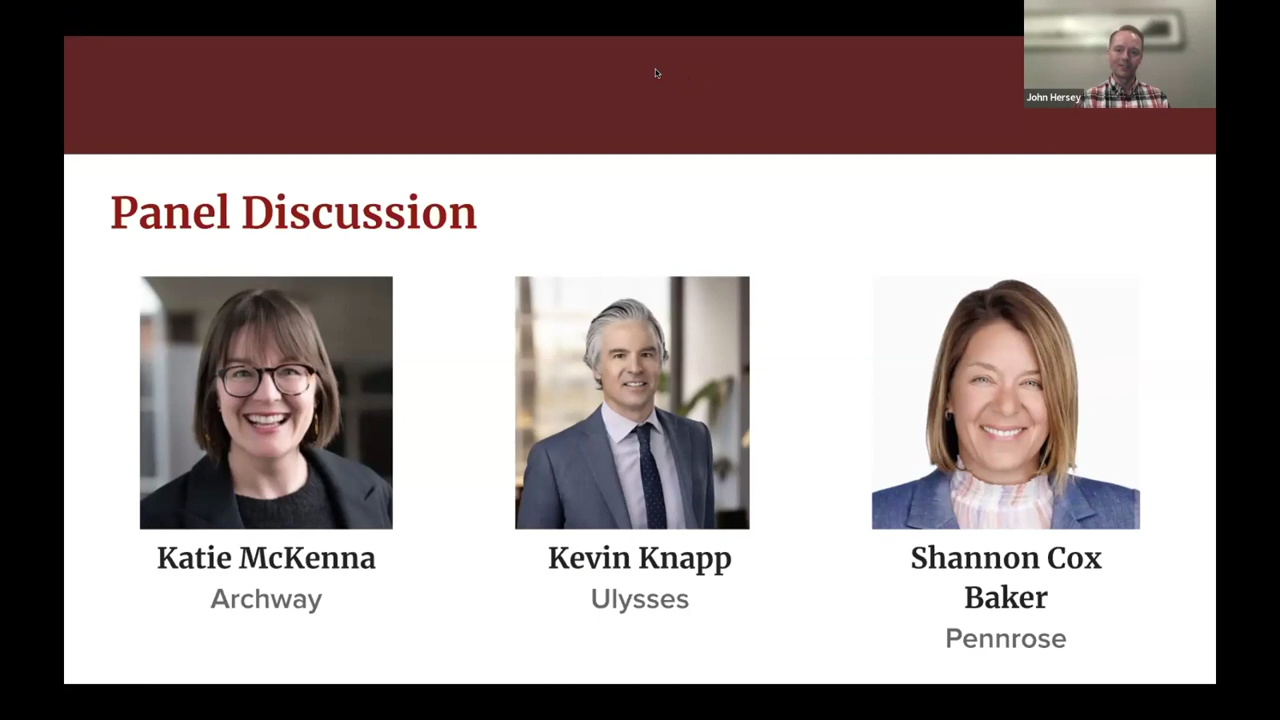 John Hersey
Panel Discussion
Katie McKenna
Archway
Kevin Knapp
Ulysses
Shannon Cox
Baker
Pennrose